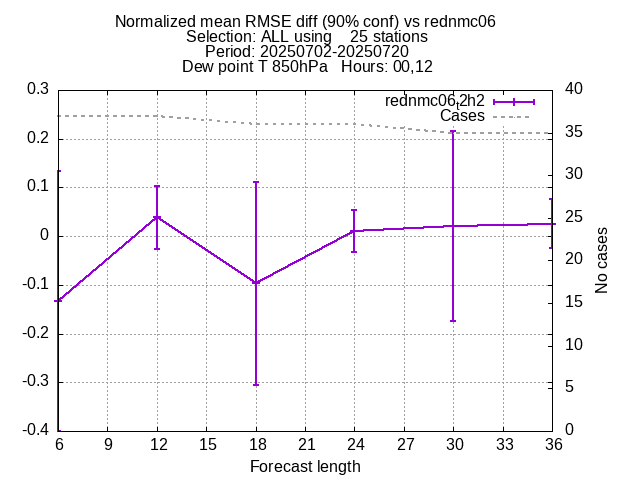 Normalized mean RMSE diff (90% conf) vs rednmc06
Selection: ALL using    25 stations
Period: 20250702-20250720
Dew point T 850hPa   Hours: 00,12
0.3
0.2
0.1
0
-0.1
-0.2
-0.3
-0.4
rednmc06,t2h2
Cases
40
35
30
25
20
15
10
5
0
No cases
6 9 12 15 18 21 24 27 30 33 36
Forecast length